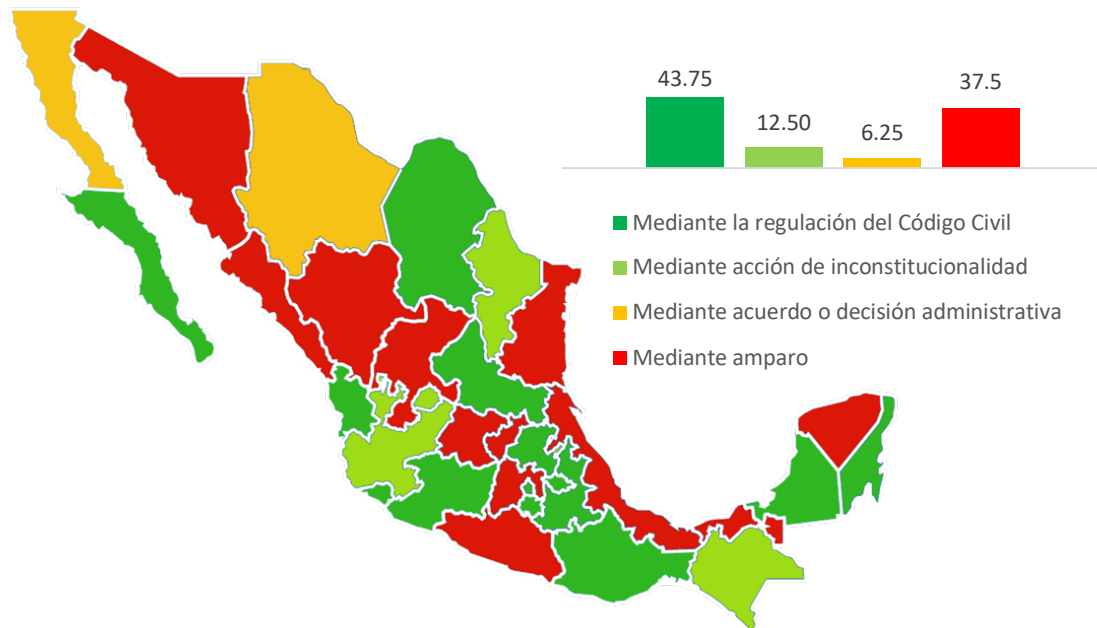 43.75
12.50
6.25
37.5
Mediante la regulación del Código Civil
Mediante acción de inconstitucionalidad
Mediante acuerdo o decisión administrativa
Mediante amparo